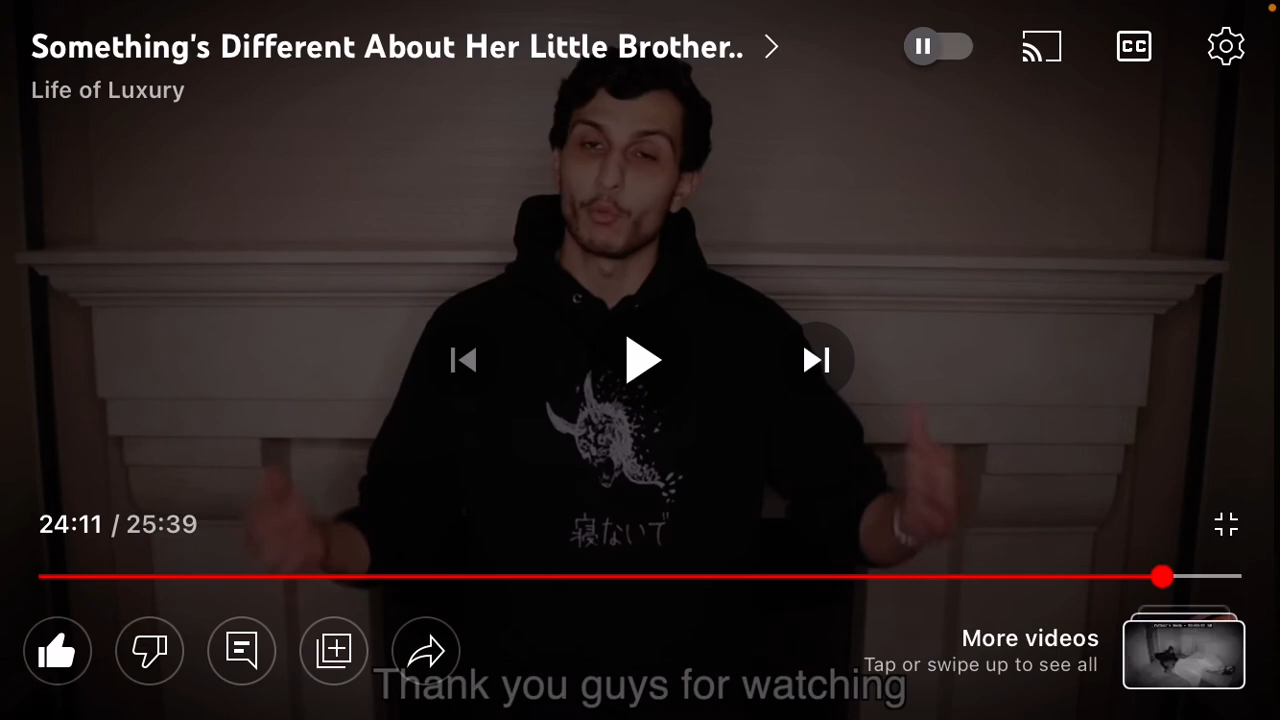 Something's Different About Her Little Brother..
Life of Luxury
CC
寝ないで
24:11 / 25:39
More videos
Tap or swipe up to see all
Thank you guys for watching